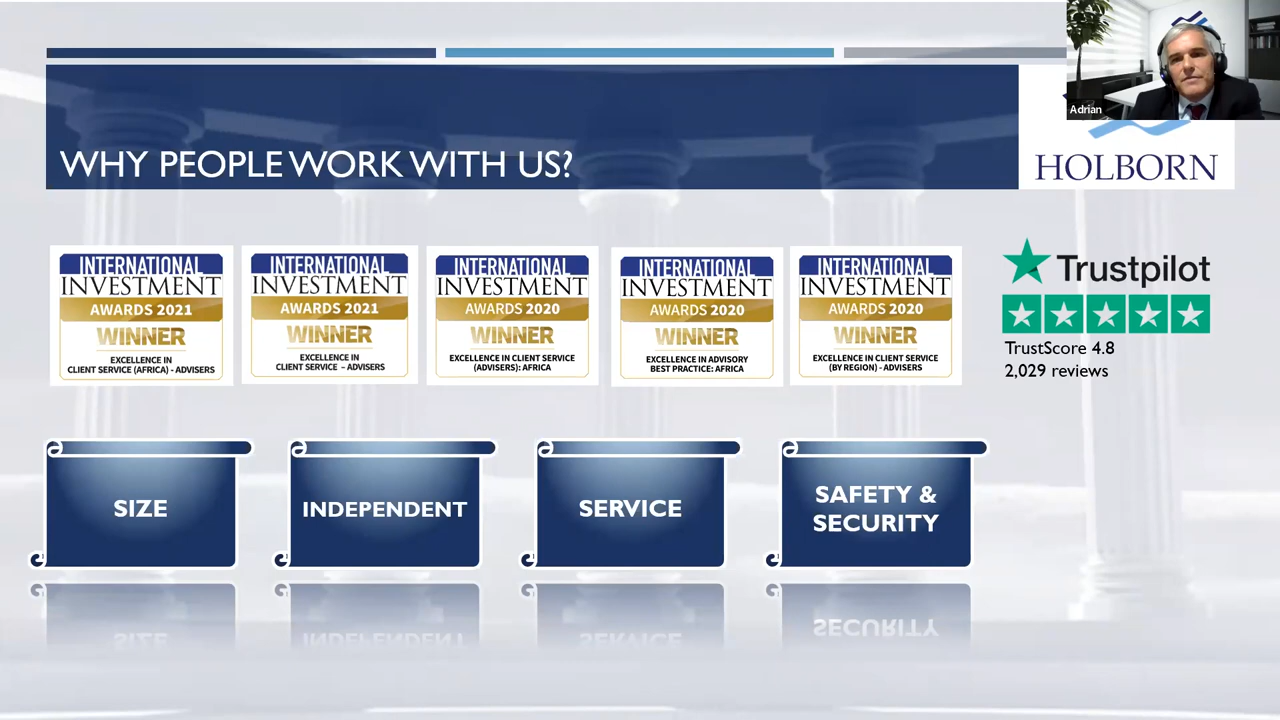 Adrian
WHY PEOPLE WORK WITH US?
HOLBORN
INTERNATIONAL
INVESTMENT
AWARDS 2021
WINNER
EXCELLENCE IN
CLIENT SERVICE (AFRICA) - ADVISERS
INTERNATIONAL
INVESTMENT
AWARDS 2021
WINNER
EXCELLENCE IN
CLIENT SERVICE – ADVISERS
INTERNATIONAL
INVESTMENT
AWARDS 2020
WINNER
EXCELLENCE IN CLIENT SERVICE
(ADVISERS): AFRICA
INTERNATIONAL
INVESTMENT
AWARDS 2020
WINNER
EXCELLENCE IN ADVISORY
BEST PRACTICE: AFRICA
INTERNATIONAL
INVESTMENT
AWARDS 2020
WINNER
EXCELLENCE IN CLIENT SERVICE
(BY REGION) - ADVISERS
Trustpilot
TrustScore 4.8
2,029 reviews
SIZE
INDEPENDENT
SERVICE
SAFETY &
SECURITY